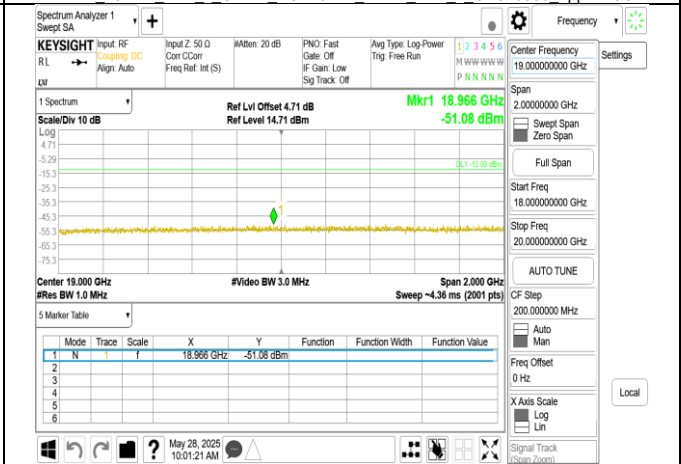 Spectrum Analyzer 1
Swept SA
Frequency
KEYSIGHT
RL
Input: RF
Coupling: DC
Align: Auto
Input Z: 50 Ω
Corr CCorr
Freq Ref: Int (S)
#Atten: 20 dB
PNO: Fast
Gate: Off
IF Gain: Low
Sig Track: Off
Avg Type: Log-Power
Trig: Free Run
1 2 3 4 5 6
M W W W W W
P N N N N N
Center Frequency
19.000000000 GHz
Settings
Span
2.00000000 GHz
Swept Span
Zero Span
Full Span
Start Freq
18.000000000 GHz
Stop Freq
20.000000000 GHz
AUTO TUNE
CF Step
200.000000 MHz
Auto
Man
Freq Offset
0 Hz
X Axis Scale
Log
Lin
Signal Track
(Span Zoom)
Local
1 Spectrum
Scale/Div 10 dB
Ref Lvl Offset 4.71 dB
Ref Level 14.71 dBm
Mkr1 18.966 GHz
-51.08 dBm
Log
4.71
-5.29
-15.3
-25.3
-35.3
-45.3
-55.3
-65.3
-75.3
DL1 -13.00 dBm
1
Center 19.000 GHz
#Video BW 3.0 MHz
Span 2.000 GHz
#Res BW 1.0 MHz
Sweep ~4.36 ms (2001 pts)
5 Marker Table
Mode Trace Scale X Y Function Function Width Function Value
1 N 1 f 18.966 GHz -51.08 dBm
2
3
4
5
6
?
May 28, 2025
10:01:21 AM